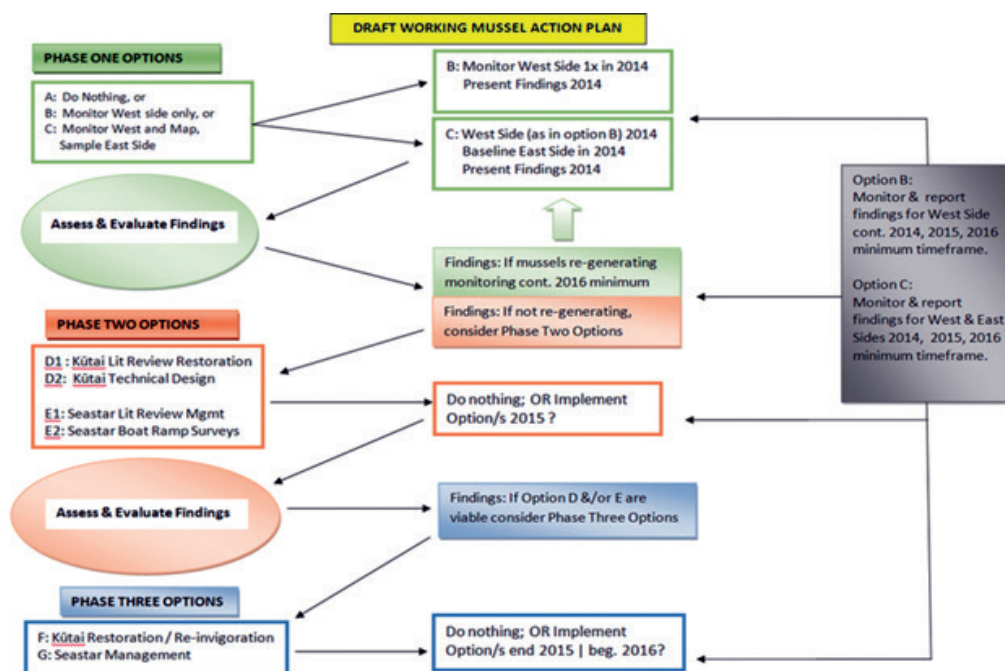 DRAFT WORKING MUSSEL ACTION PLAN
PHASE ONE OPTIONS
A: Do Nothing, or
B: Monitor West side only, or
C: Monitor West and Map,
Sample East Side
B: Monitor West Side 1x in 2014
Present Findings 2014
C: West Side (as in option B) 2014
Baseline East Side in 2014
Present Findings 2014
Assess & Evaluate Findings
Findings: If mussels re-generating
monitoring cont. 2016 minimum
Findings: If not re-generating,
consider Phase Two Options
Option B:
Monitor & report
findings for West Side
cont. 2014, 2015, 2016
minimum timeframe.
Option C:
Monitor & report
findings for West & East
Sides 2014, 2015, 2016
minimum timeframe.
PHASE TWO OPTIONS
D1 : Kūtai Lit Review Restoration
D2: Kūtai Technical Design
E1: Seastar Lit Review Mgmt
E2: Seastar Boat Ramp Surveys
Do nothing; OR Implement
Option/s 2015 ?
Assess & Evaluate Findings
Findings: If Option D &/or E are
viable consider Phase Three Options
PHASE THREE OPTIONS
F: Kūtai Restoration / Re-invigoration
G: Seastar Management
Do nothing; OR Implement
Option/s end 2015 | beg. 2016?